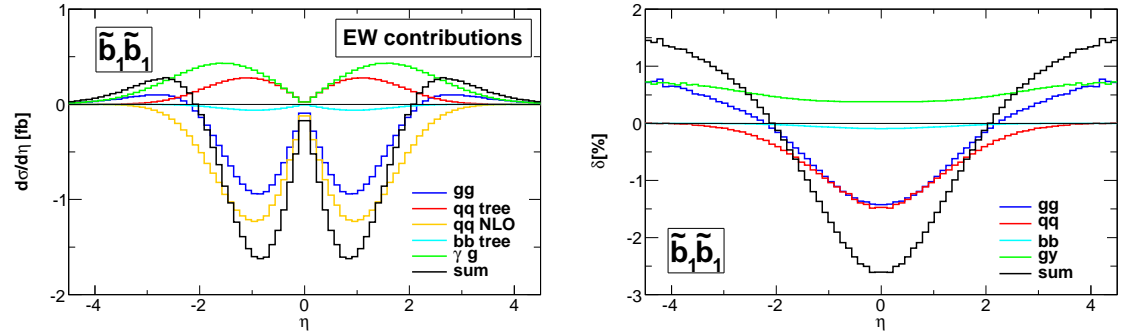 b̃₁b̃₁
EW contributions
dσ/dη [fb]
1
0
-1
-2
gg
qq tree
qq NLO
bb tree
γ g
sum
-4
-2
0
2
4
η
2
1
0
-1
-2
-3
δ[%]
b̃₁b̃₁
gg
qq
bb
gy
sum
-4
-2
0
2
4
η